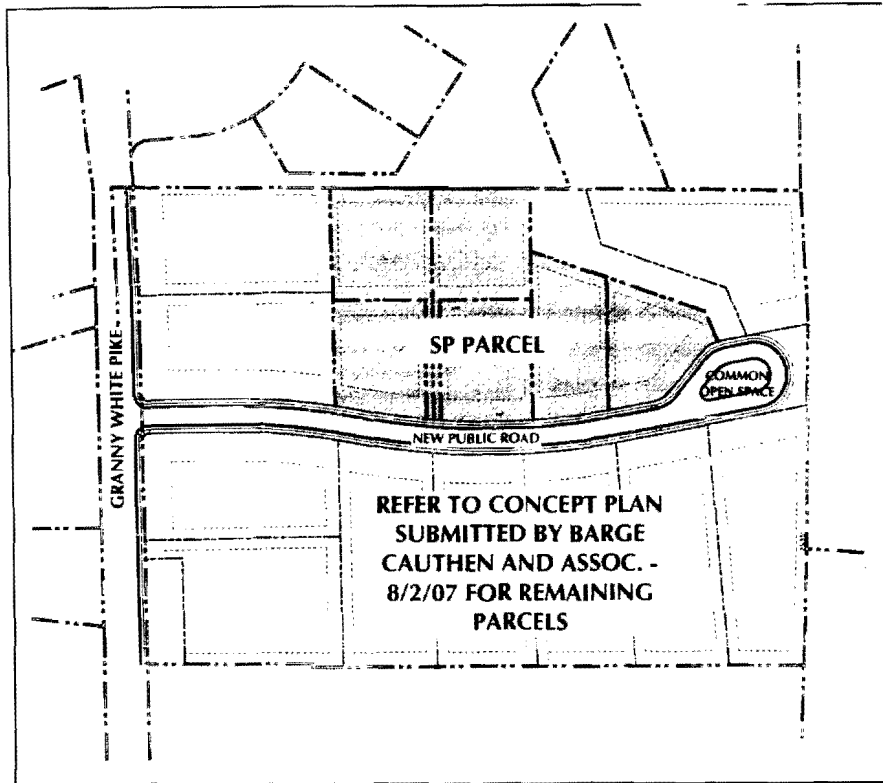 GRANNY WHITE PIKE
SP PARCEL
COMMON
OPEN SPACE
NEW PUBLIC ROAD
REFER TO CONCEPT PLAN
SUBMITTED BY BARGE
CAUTHEN AND ASSOC. -
8/2/07 FOR REMAINING
PARCELS